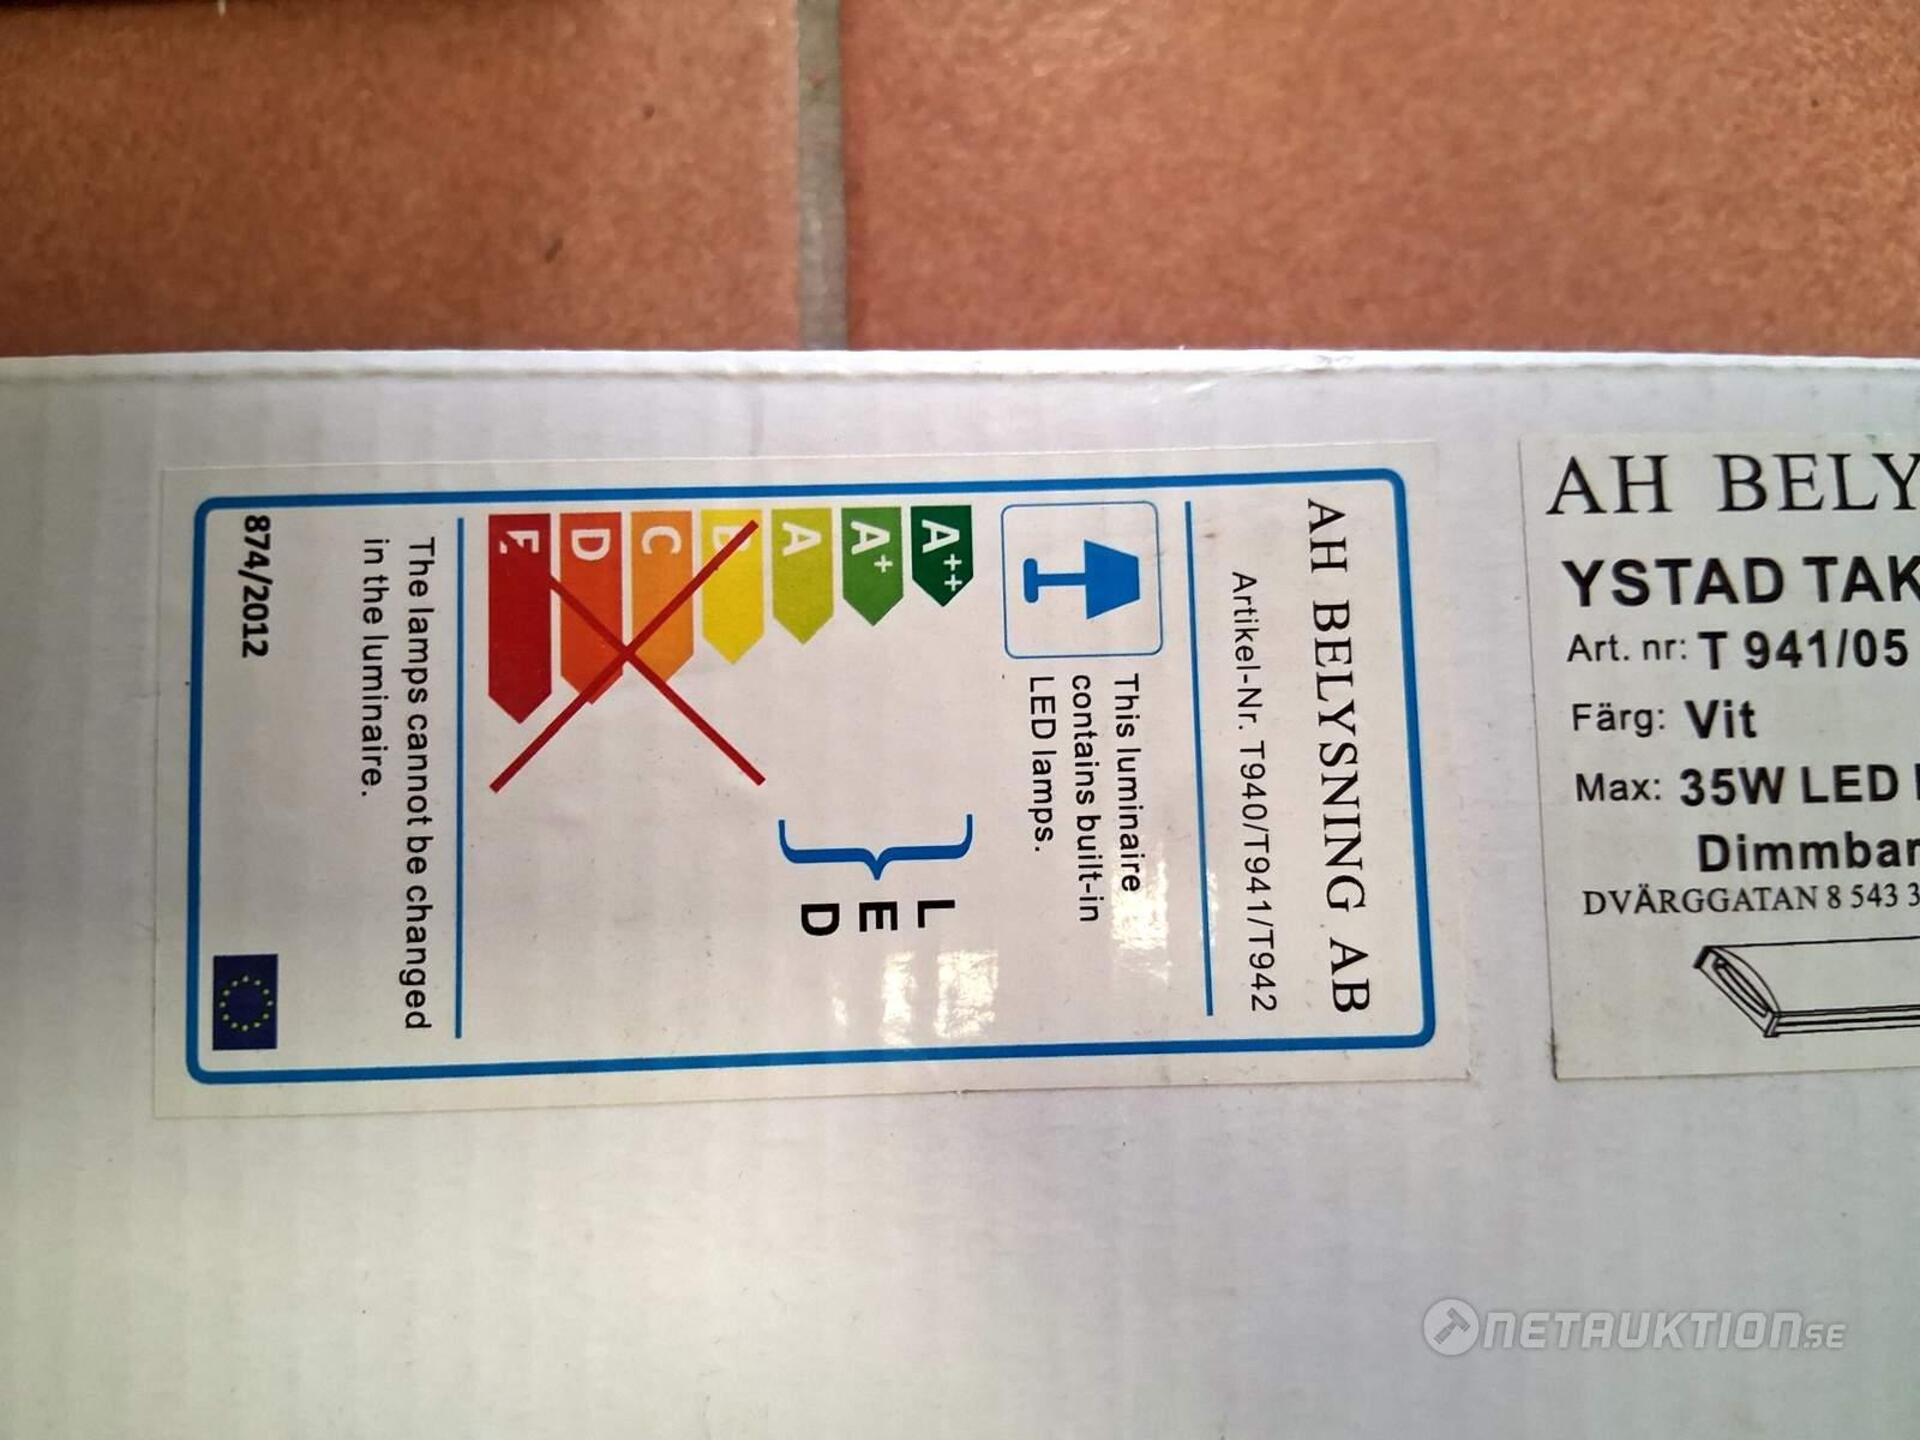 AH BELYSNING AB
Artikel-Nr. T940/T941/T942
This luminaire
contains built-in
LED lamps.
A++
A+
A
B
C
D
E
L
E
D
The lamps cannot be changed
in the luminaire.
874/2012
AH BELY
YSTAD TAK
Art. nr: T 941/05
Färg: Vit
Max: 35W LED
Dimmbar
DVÄRGGATAN 8 543 3
NETAUKTION.SE